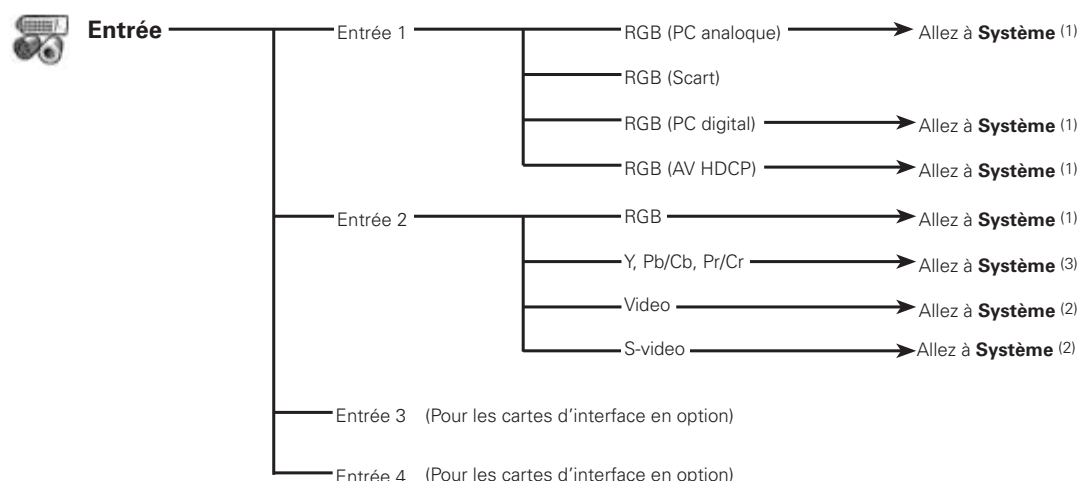 Entrée
Entrée 1
RGB (PC analoque) Allez à Système (1)
RGB (Scart)
RGB (PC digital) Allez à Système (1)
RGB (AV HDCP) Allez à Système (1)
Entrée 2
RGB Allez à Système (1)
Y, Pb/Cb, Pr/Cr Allez à Système (3)
Video Allez à Système (2)
S-video Allez à Système (2)
Entrée 3 (Pour les cartes d'interface en option)
Entrée 4 (Pour les cartes d'interface en option)